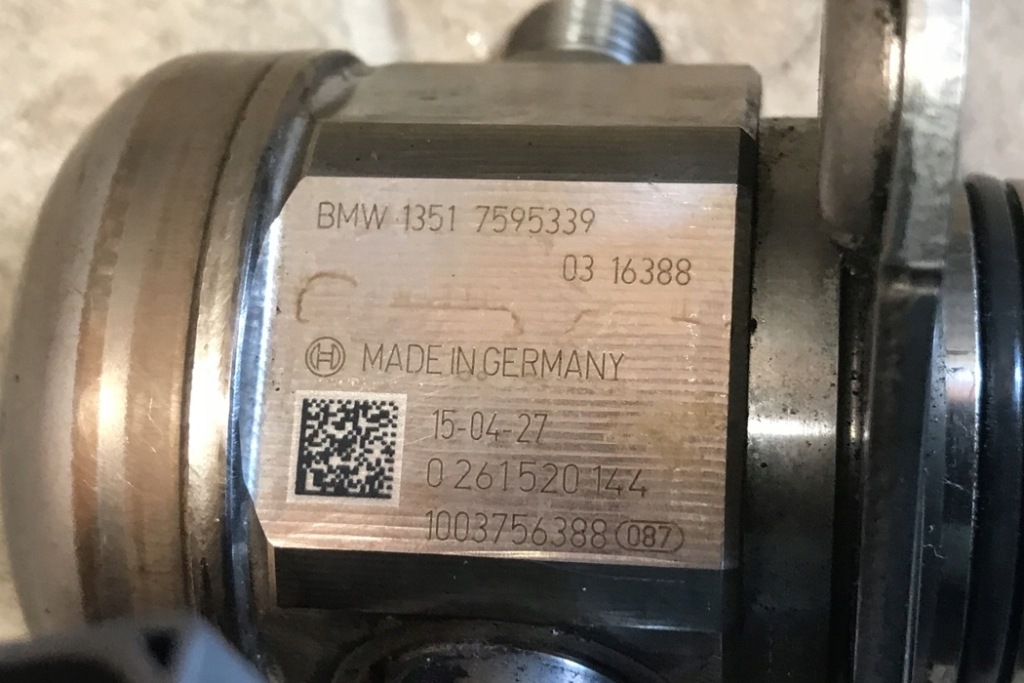 BMW 1351 7595339
03 16388
MADE IN GERMANY
15-04-27
0 261 520 144
1003756388 087